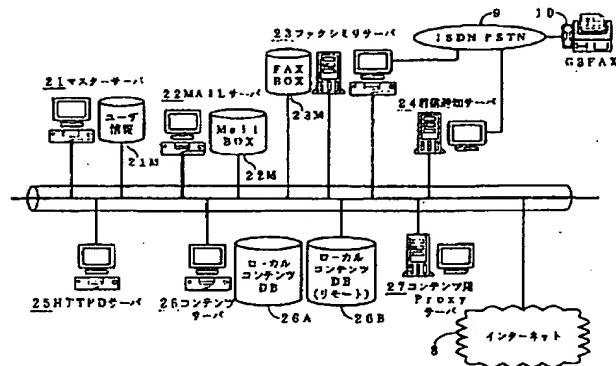 9
10
ISDN PSTN
G3FAX
23ファクシミリサーバ
FAX
BOX
23M
21マスターサーバ
ユーザ
情報
21M
22MAILサーバ
Mail
BOX
22M
24着信通知サーバ
25HTTPDサーバ
26コンテンツ
サーバ
ローカル
コンテンツ
DB
26A
ローカル
コンテンツ
DB
(リモート)
26B
27コンテンツ用
Proxy
サーバ
8
インターネット